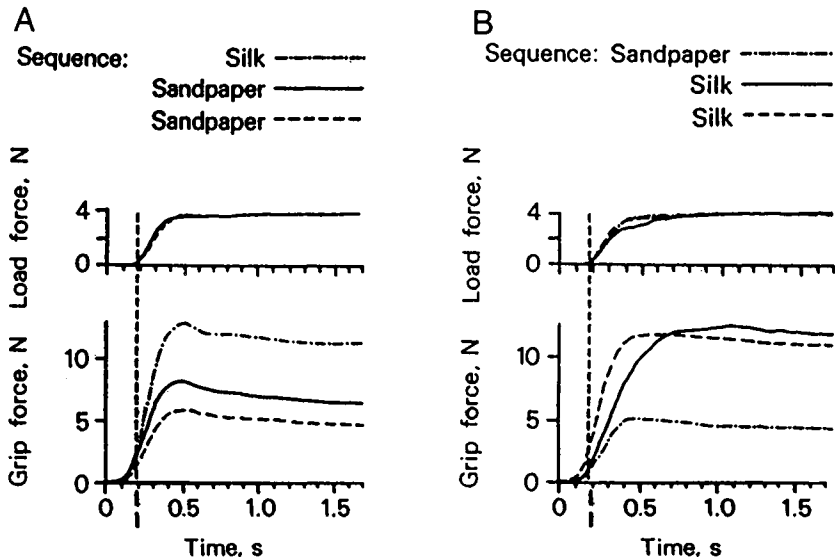 A
Sequence: Silk
Sandpaper
Sandpaper
Load force, N
4
0
Grip force, N
10
5
0
0 0.5 1.0 1.5
Time, s
B
Sequence: Sandpaper
Silk
Silk
Load force, N
4
0
Grip force, N
10
5
0
0 0.5 1.0 1.5
Time, s